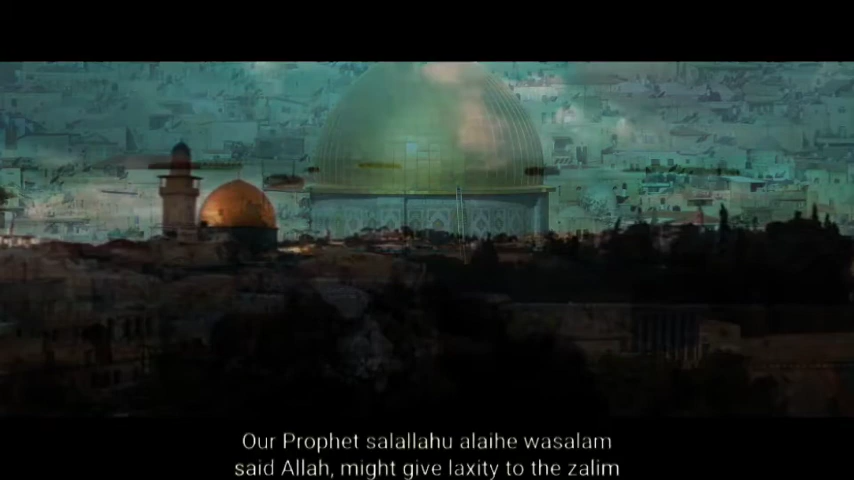 Our Prophet salallahu alaihe wasalam
said Allah, might give laxity to the zalim